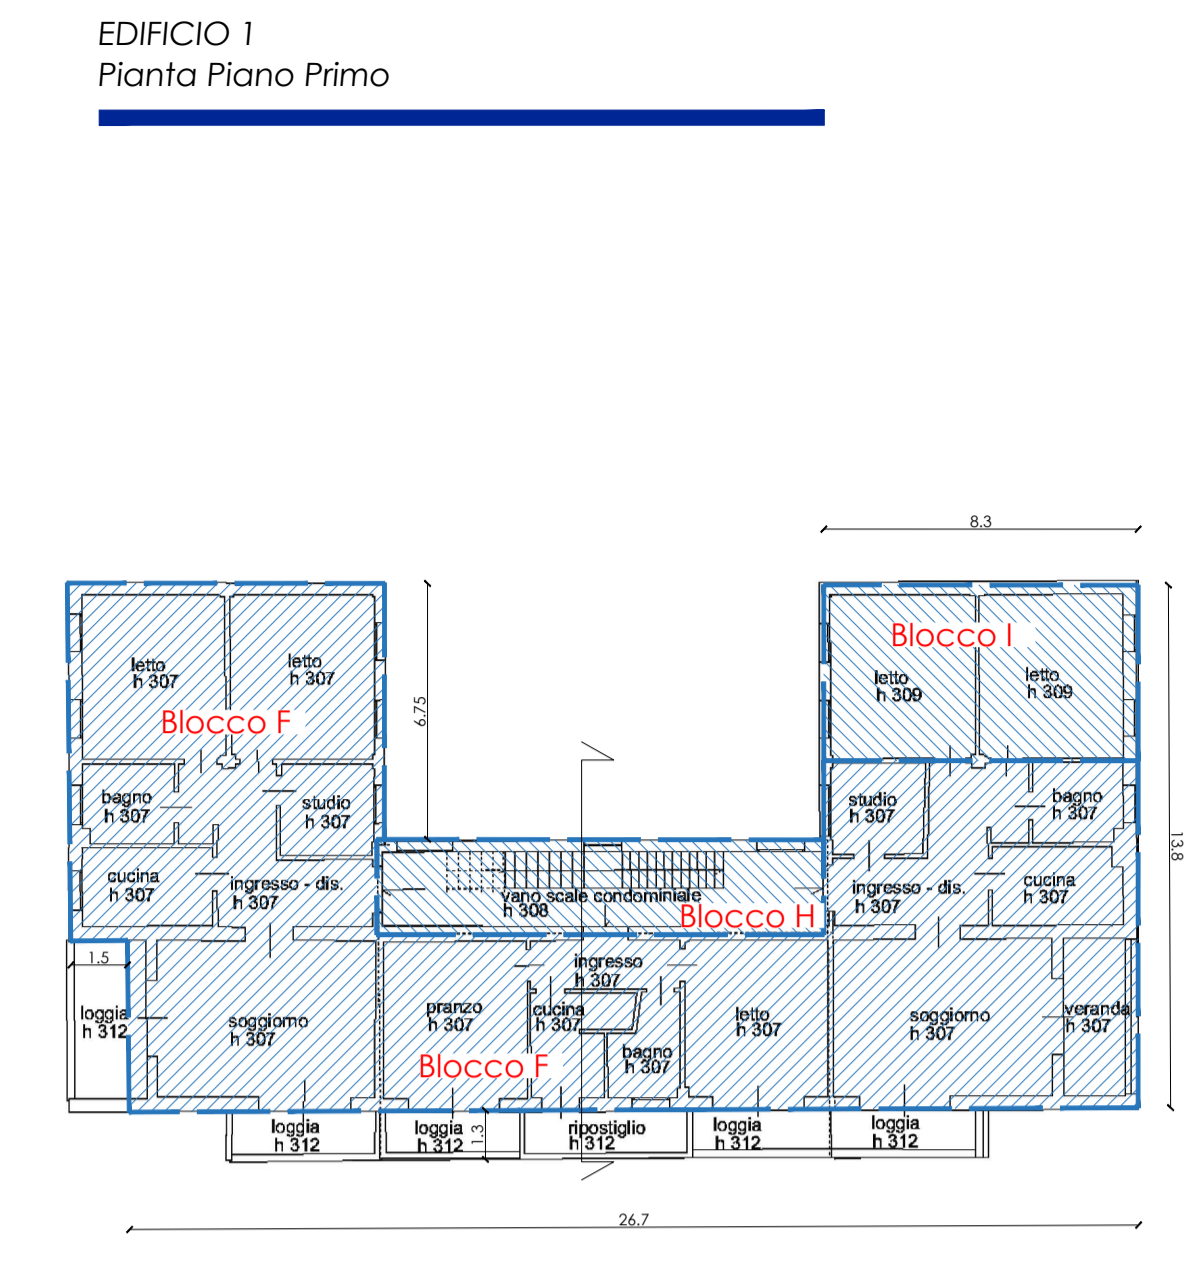 EDIFICIO 1
Pianta Piano Primo
8.3
6.75
13.8
letto
h 307
letto
h 307
Blocco F
bagno
h 307
studio
h 307
cucina
h 307
ingresso - dis.
h 307
1.5
loggia
h 312
soggiorno
h 307
vano scale condominiale
h 308
Blocco H
Blocco I
letto
h 309
letto
h 309
studio
h 307
bagno
h 307
ingresso - dis.
h 307
cucina
h 307
ingresso
h 307
pranzo
h 307
cucina
h 307
bagno
h 307
letto
h 307
soggiorno
h 307
veranda
h 307
Blocco F
loggia
h 312
loggia
h 312
1.3
ripostiglio
h 312
loggia
h 312
loggia
h 312
26.7